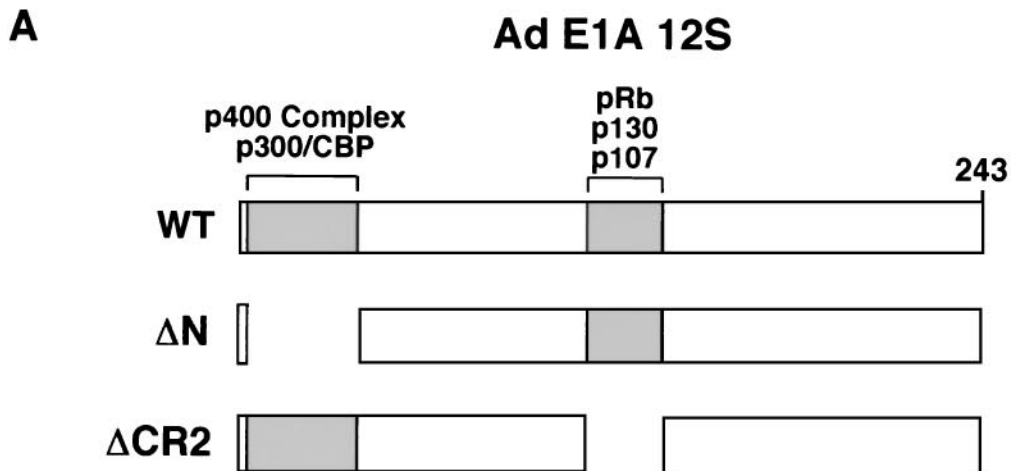 A
Ad E1A 12S
p400 Complex
p300/CBP
pRb
p130
p107
243
WT
ΔN
ΔCR2